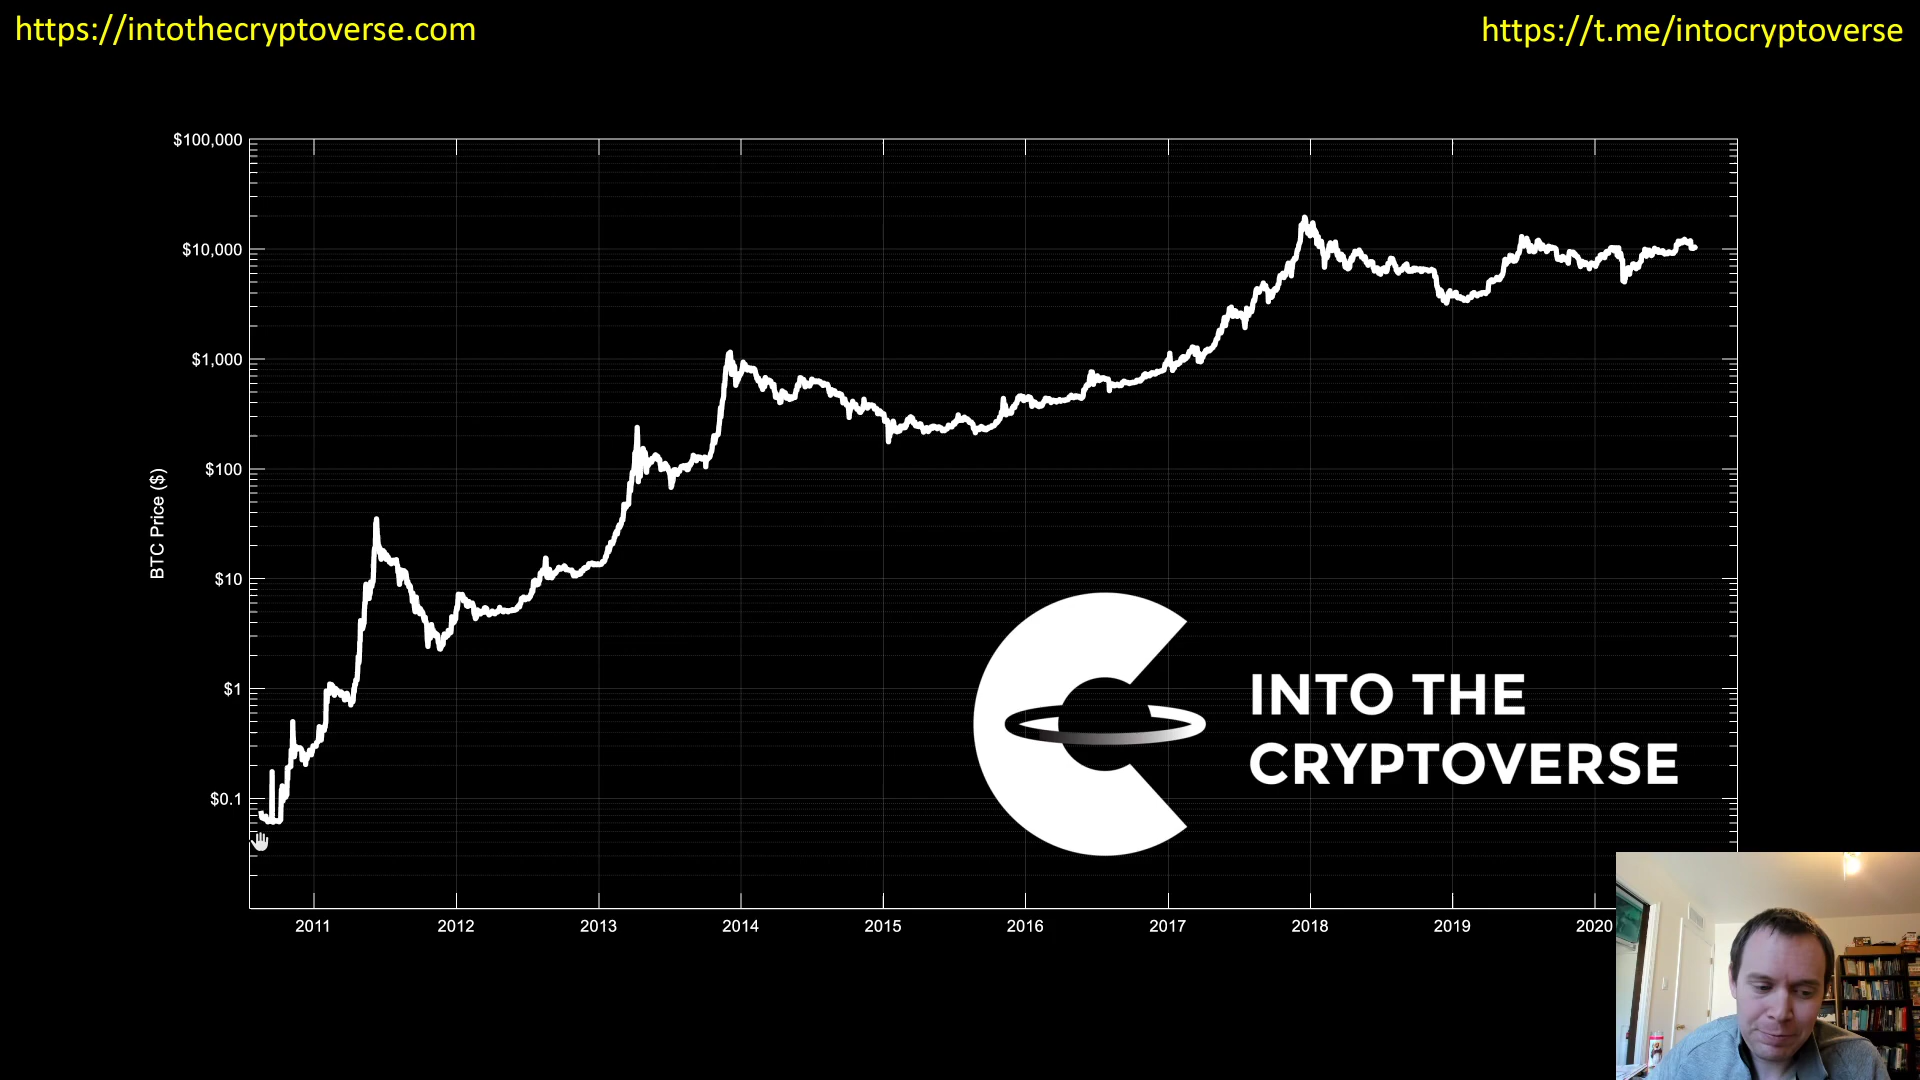 https://intothecryptoverse.com
https://t.me/intocryptoverse
$100,000
$10,000
$1,000
$100
$10
$1
$0.1
BTC Price ($)
INTO THE
CRYPTOVERSE
2011 2012 2013 2014 2015 2016 2017 2018 2019 2020